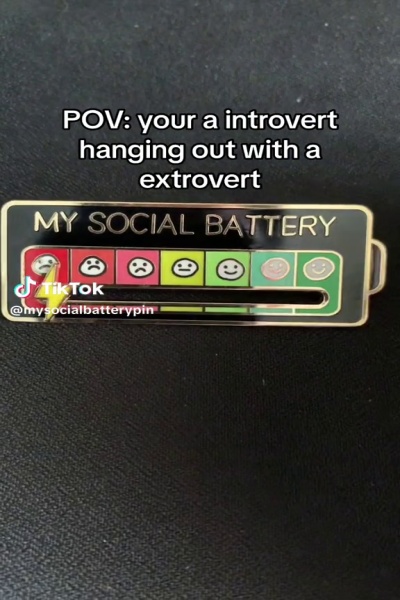 POV: your a introvert
hanging out with a
extrovert
MY SOCIAL BATTERY
TikTok
@mysocialbatterypin